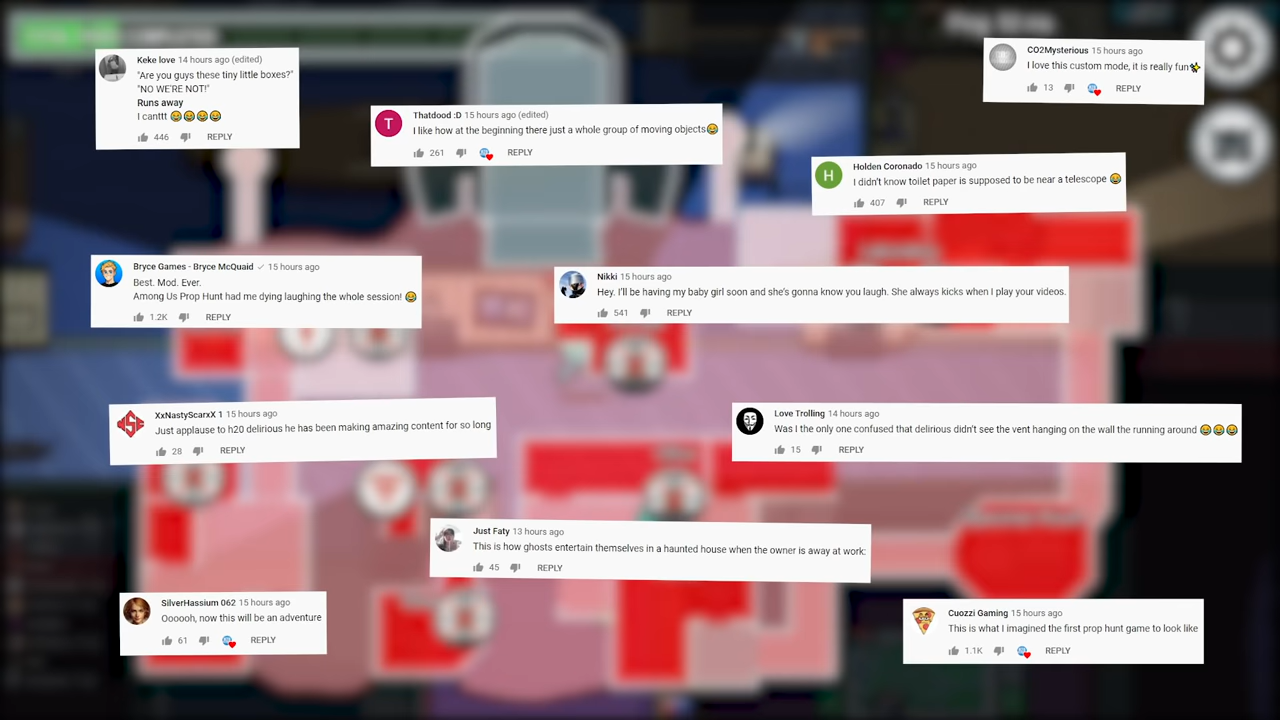 Keke love 14 hours ago (edited)
"Are you guys these tiny little boxes?"
"NO WE'RE NOT!"
Runs away
I canttt 😂😂😂😂
446 REPLY
CO2Mysterious 15 hours ago
I love this custom mode, it is really fun✨
13 REPLY
T
Thatdood :D 15 hours ago (edited)
I like how at the beginning there just a whole group of moving objects😂
261 REPLY
H
Holden Coronado 15 hours ago
I didn't know toilet paper is supposed to be near a telescope 😂
407 REPLY
Bryce Games - Bryce McQuaid ✓ 15 hours ago
Best. Mod. Ever.
Among Us Prop Hunt had me dying laughing the whole session! 😂
1.2K REPLY
Nikki 15 hours ago
Hey. I'll be having my baby girl soon and she's gonna know you laugh. She always kicks when I play your videos.
541 REPLY
XxNastyScarxX 1 15 hours ago
Just applause to h20 delirious he has been making amazing content for so long
28 REPLY
Love Trolling 14 hours ago
Was I the only one confused that delirious didn't see the vent hanging on the wall the running around 😂😂😂
15 REPLY
Just Faty 13 hours ago
This is how ghosts entertain themselves in a haunted house when the owner is away at work:
45 REPLY
SilverHassium 062 15 hours ago
Oooooh, now this will be an adventure
61 REPLY
Cuozzi Gaming 15 hours ago
This is what I imagined the first prop hunt game to look like
1.1K REPLY